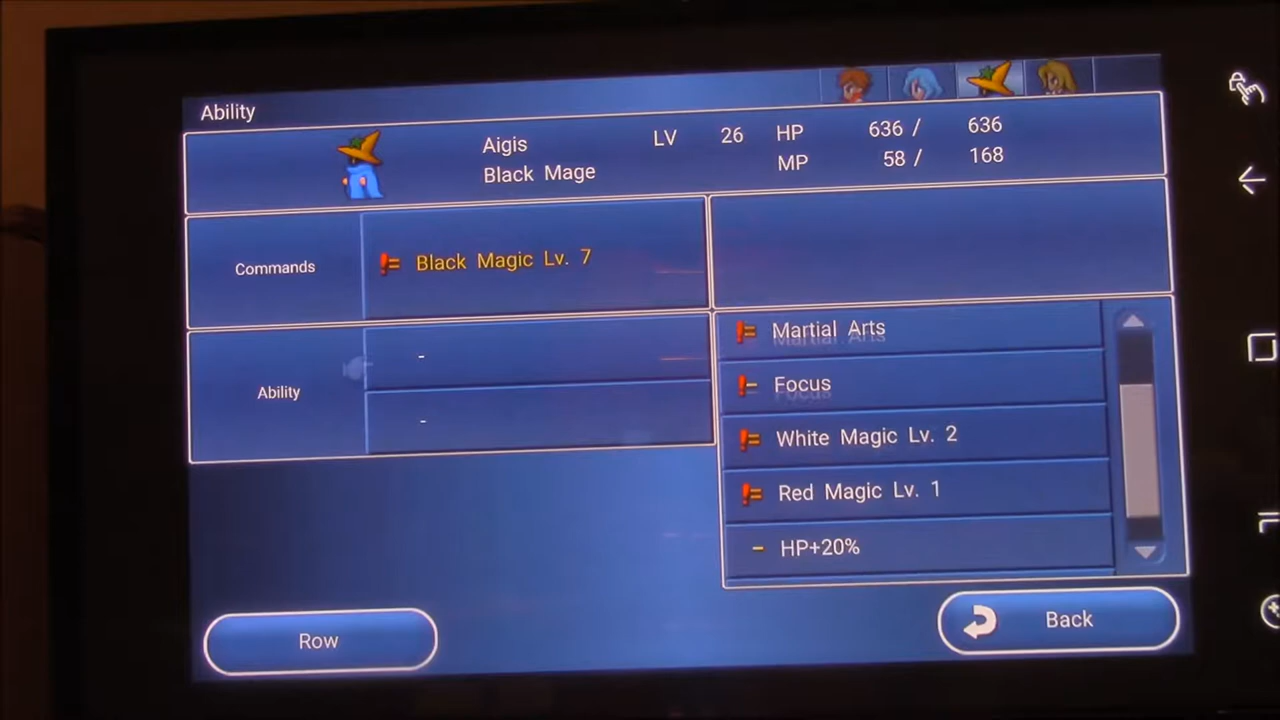 Ability
Aigis LV 26 HP 636 / 636
Black Mage MP 58 / 168
Commands Black Magic Lv. 7
Ability - -
Martial Arts
Focus
White Magic Lv. 2
Red Magic Lv. 1
HP+20%
Row
Back